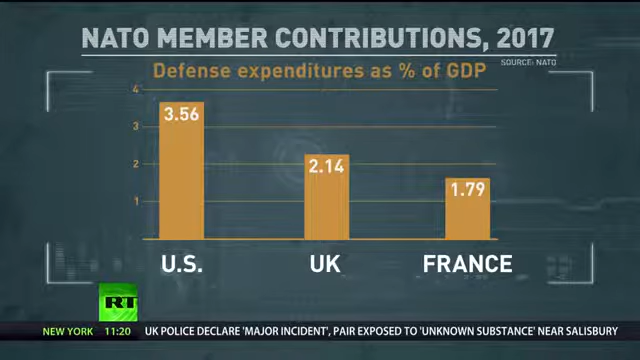 NATO MEMBER CONTRIBUTIONS, 2017
SOURCE: NATO
Defense expenditures as % of GDP
4
3
2
1
3.56
2.14
1.79
U.S.
UK
FRANCE
RT
NEW YORK 11:20 UK POLICE DECLARE 'MAJOR INCIDENT', PAIR EXPOSED TO 'UNKNOWN SUBSTANCE' NEAR SALISBURY